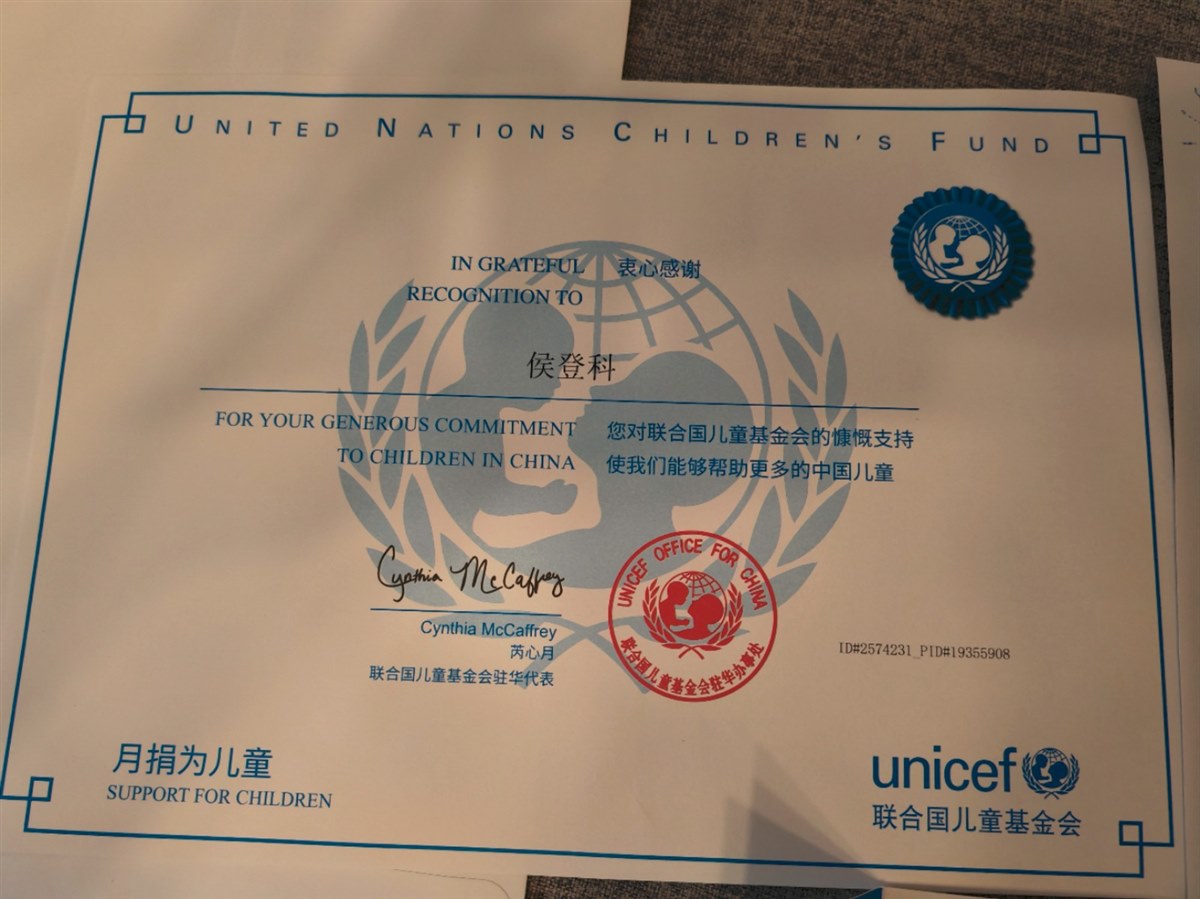 UNITED NATIONS CHILDREN'S FUND
IN GRATEFUL
RECOGNITION TO
衷心感谢
侯登科
FOR YOUR GENEROUS COMMITMENT
TO CHILDREN IN CHINA
您对联合国儿童基金会的慷慨支持
使我们能够帮助更多的中国儿童
Cynthia McCaffrey
Cynthia McCaffrey
芮心月
联合国儿童基金会驻华代表
UNICEF OFFICE FOR CHINA
联合国儿童基金会驻华办事处
ID#2574231_PID#19355908
月捐为儿童
SUPPORT FOR CHILDREN
unicef
联合国儿童基金会